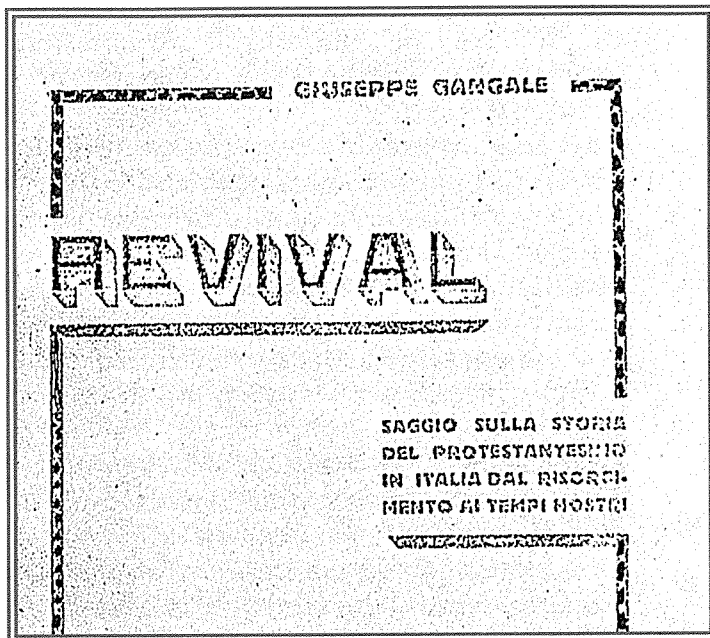 GIUSEPPE GANGALE
REVIVAL
SAGGIO SULLA STORIA
DEL PROTESTANTESIMO
IN ITALIA DAL RISORGI-
MENTO AI TEMPI NOSTRI